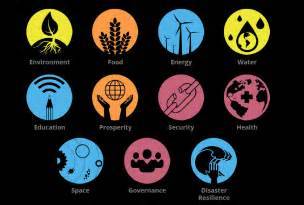 Environment
Food
Energy
Water
Education
Prosperity
Security
Health
Space
Governance
Disaster
Resilience